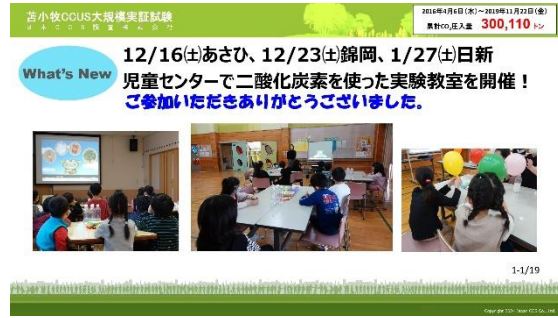 苫小牧CCUS大規模実証試験
2016年4月6日(水)~2019年11月22日(金)
累計CO₂圧入量 300,110 トン
What's New
12/16㈯あさひ、12/23㈯錦岡、1/27㈯日新
児童センターで二酸化炭素を使った実験教室を開催！
ご参加いただきありがとうございました。
1-1/19